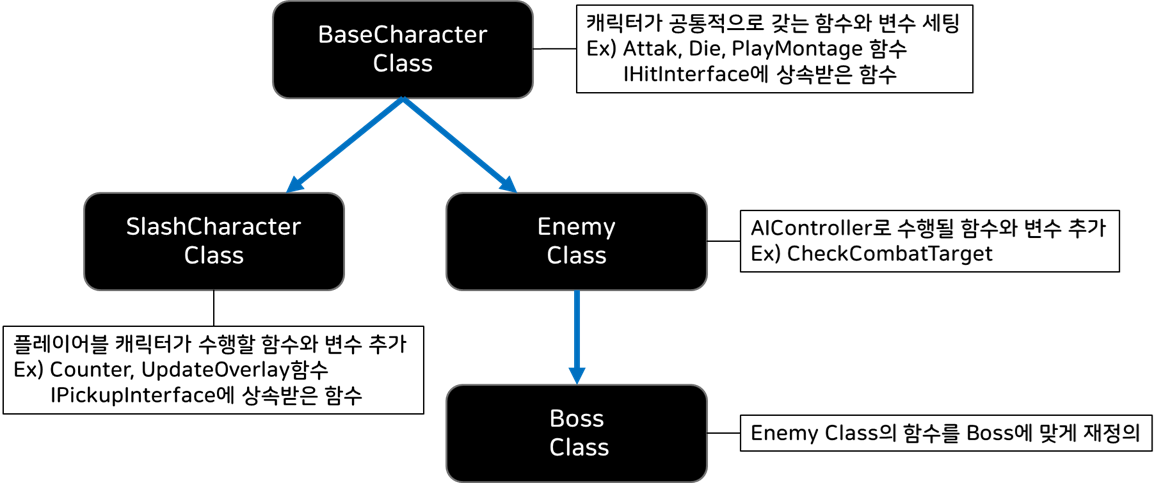 BaseCharacter
Class
캐릭터가 공통적으로 갖는 함수와 변수 세팅
Ex) Attak, Die, PlayMontage 함수
IHitInterface에 상속받은 함수
SlashCharacter
Class
Enemy
Class
AIController로 수행될 함수와 변수 추가
Ex) CheckCombatTarget
플레이어블 캐릭터가 수행할 함수와 변수 추가
Ex) Counter, UpdateOverlay함수
IPickupInterface에 상속받은 함수
Boss
Class
Enemy Class의 함수를 Boss에 맞게 재정의